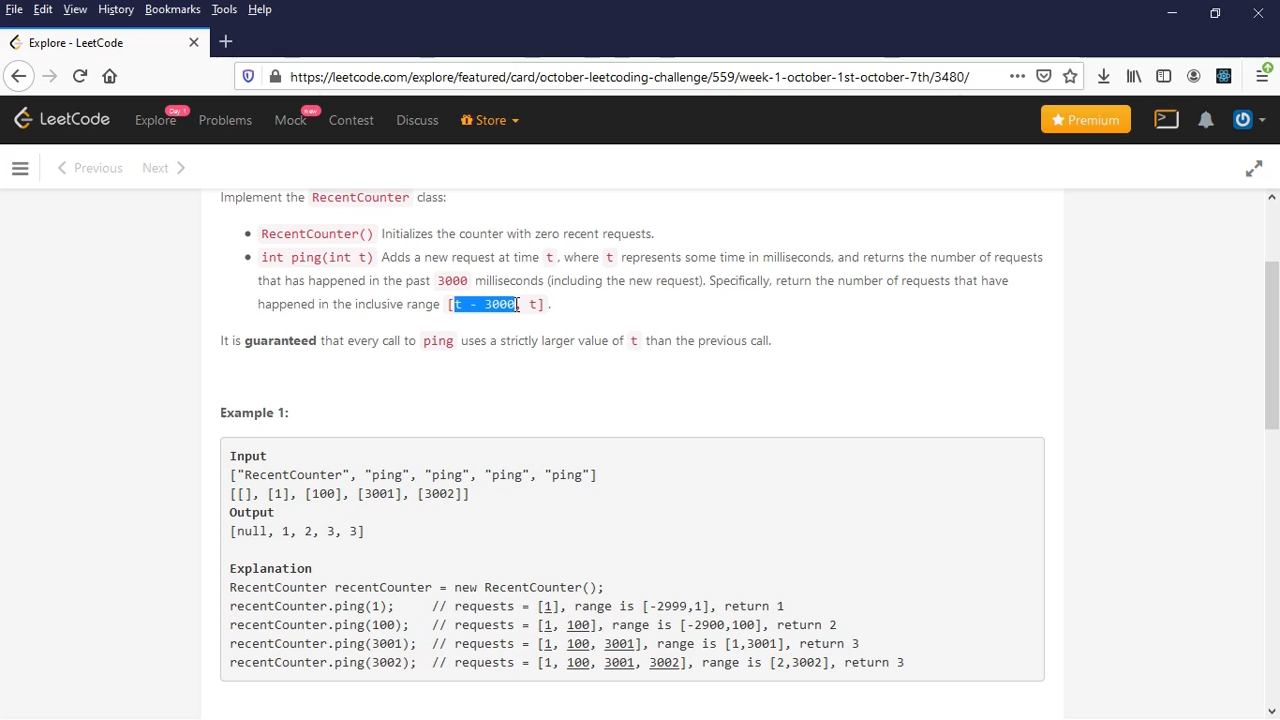 File Edit View History Bookmarks Tools Help
Explore - LeetCode
https://leetcode.com/explore/featured/card/october-leetcoding-challenge/559/week-1-october-1st-october-7th/3480/
LeetCode Explore Day 1 Problems Mock new Contest Discuss Store Premium
Previous Next
Implement the RecentCounter class:
RecentCounter() Initializes the counter with zero recent requests.
int ping(int t) Adds a new request at time t, where t represents some time in milliseconds, and returns the number of requests
that has happened in the past 3000 milliseconds (including the new request). Specifically, return the number of requests that have
happened in the inclusive range [t - 3000, t].
It is guaranteed that every call to ping uses a strictly larger value of t than the previous call.
Example 1:
Input
["RecentCounter", "ping", "ping", "ping", "ping"]
[[], [1], [100], [3001], [3002]]
Output
[null, 1, 2, 3, 3]
Explanation
RecentCounter recentCounter = new RecentCounter();
recentCounter.ping(1); // requests = [1], range is [-2999,1], return 1
recentCounter.ping(100); // requests = [1, 100], range is [-2900,100], return 2
recentCounter.ping(3001); // requests = [1, 100, 3001], range is [1,3001], return 3
recentCounter.ping(3002); // requests = [1, 100, 3001, 3002], range is [2,3002], return 3